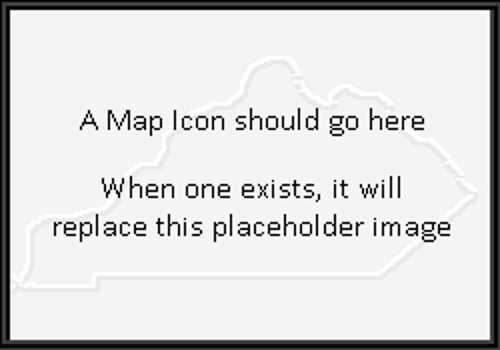 A Map Icon should go here
When one exists, it will
replace this placeholder image